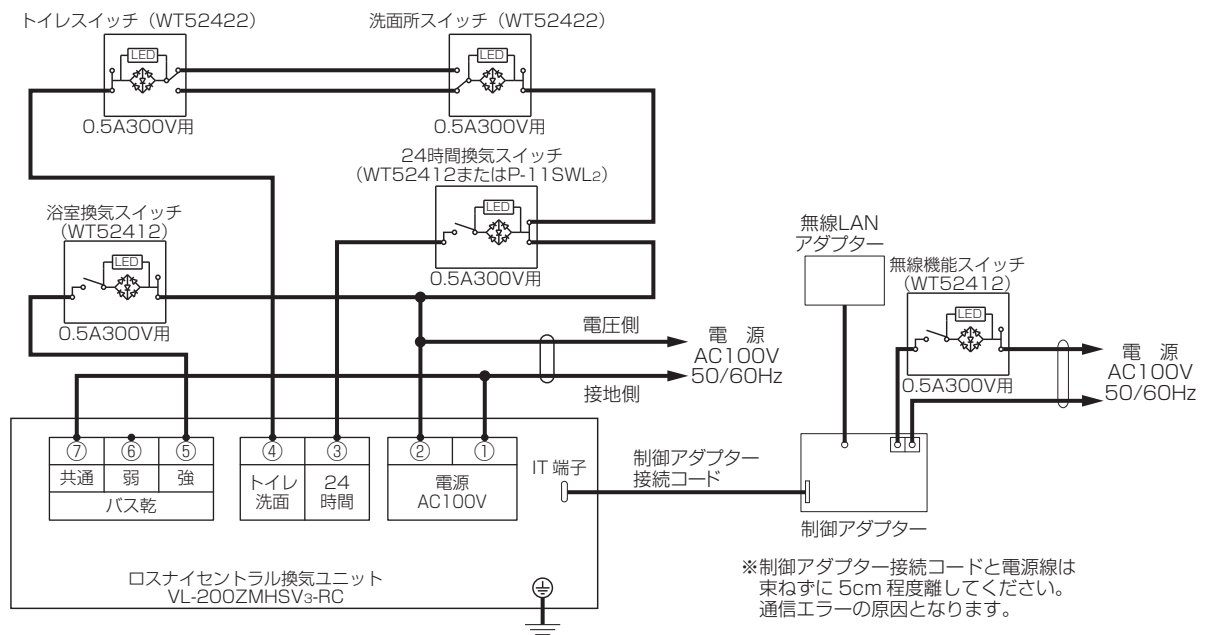 トイレスイッチ（WT52422）
洗面所スイッチ（WT52422）
LED
LED
0.5A300V用
0.5A300V用
24時間換気スイッチ
（WT52412またはP-11SWL2）
LED
0.5A300V用
浴室換気スイッチ
（WT52412）
LED
0.5A300V用
無線LAN
アダプター
無線機能スイッチ
（WT52412）
LED
0.5A300V用
電圧側
接地側
電　源
AC100V
50/60Hz
電　源
AC100V
50/60Hz
⑦ ⑥ ⑤ ④ ③ ② ①
共通 弱 強
バス乾
トイレ
洗面
24
時間
電源
AC100V
IT 端子
制御アダプター
接続コード
制御アダプター
ロスナイセントラル換気ユニット
VL-200ZMHSV3-RC
※制御アダプター接続コードと電源線は
束ねずに 5cm 程度離してください。
通信エラーの原因となります。